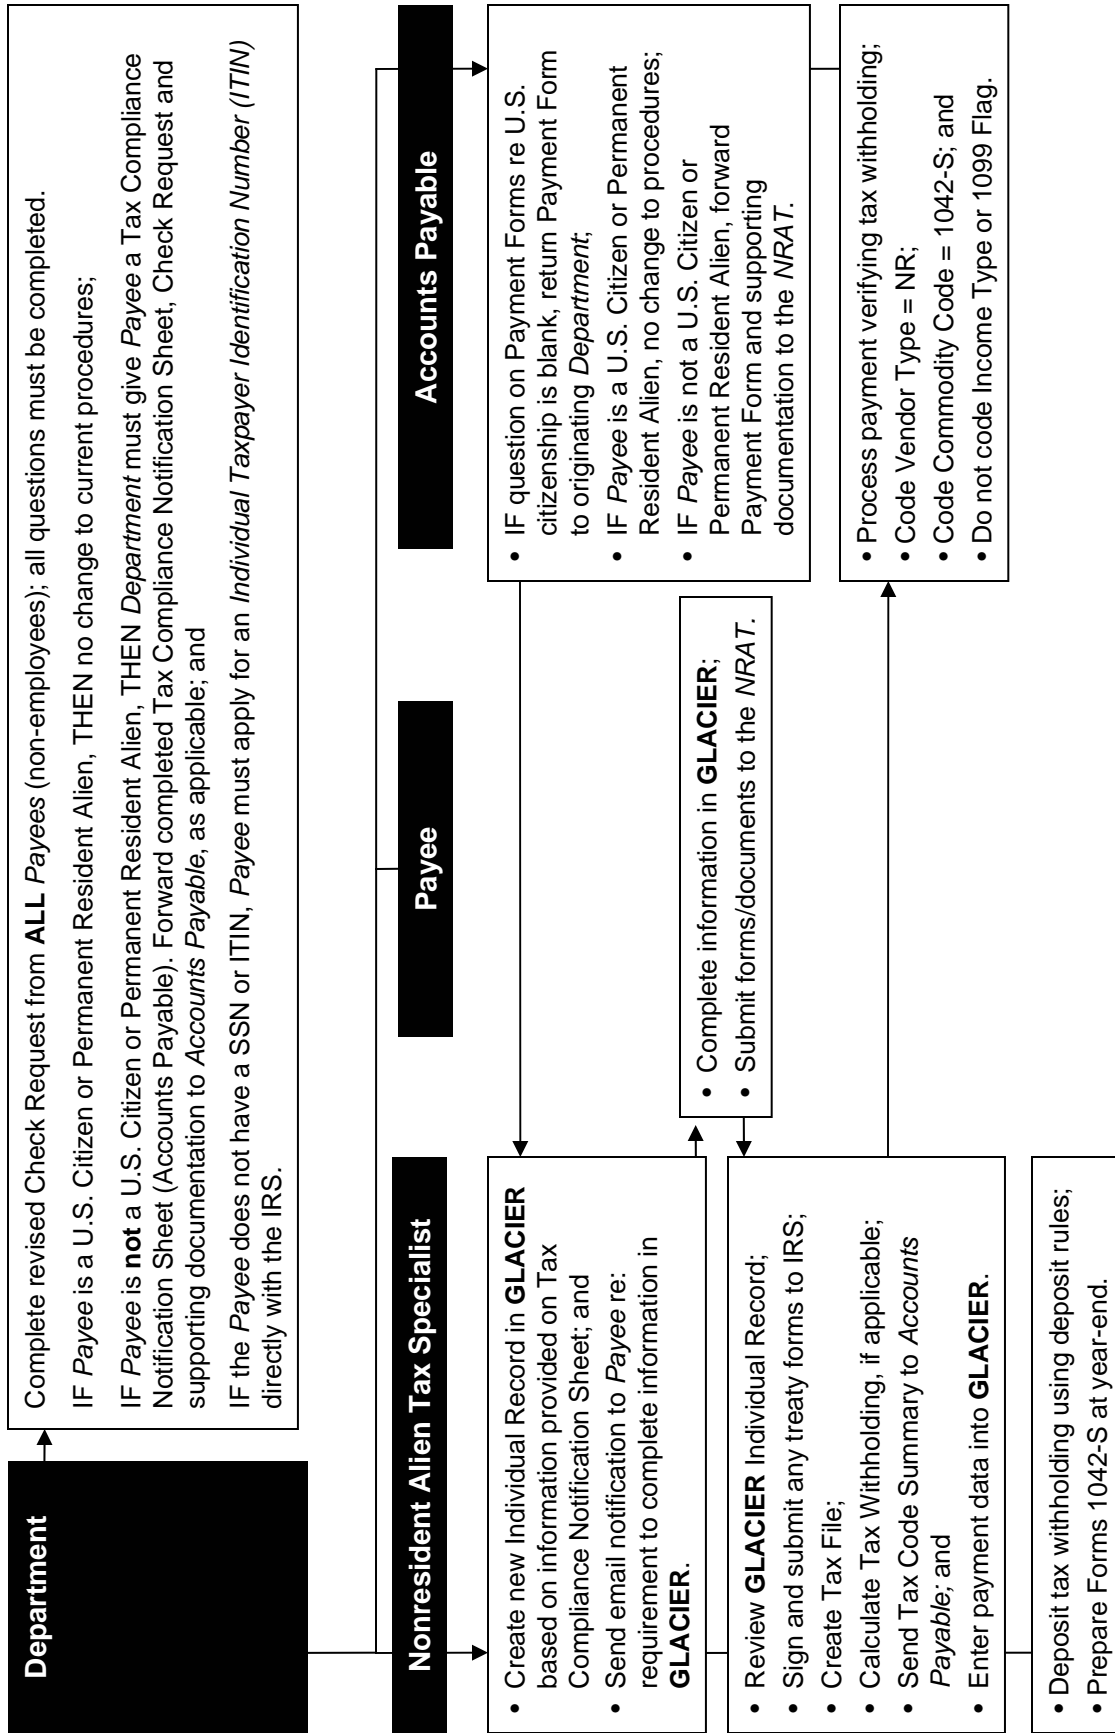 Department
Complete revised Check Request from ALL Payees (non-employees); all questions must be completed.
IF Payee is a U.S. Citizen or Permanent Resident Alien, THEN no change to current procedures;
IF Payee is not a U.S. Citizen or Permanent Resident Alien, THEN Department must give Payee a Tax Compliance
Notification Sheet (Accounts Payable). Forward completed Tax Compliance Notification Sheet, Check Request and
supporting documentation to Accounts Payable, as applicable; and
IF the Payee does not have a SSN or ITIN, Payee must apply for an Individual Taxpayer Identification Number (ITIN)
directly with the IRS.
Nonresident Alien Tax Specialist
Payee
Accounts Payable
• Create new Individual Record in GLACIER
based on information provided on Tax
Compliance Notification Sheet; and
• Send email notification to Payee re:
requirement to complete information in
GLACIER.
• IF question on Payment Forms re U.S.
citizenship is blank, return Payment Form
to originating Department;
• IF Payee is a U.S. Citizen or Permanent
Resident Alien, no change to procedures;
• IF Payee is not a U.S. Citizen or
Permanent Resident Alien, forward
Payment Form and supporting
documentation to the NRAT.
• Complete information in GLACIER;
• Submit forms/documents to the NRAT.
• Review GLACIER Individual Record;
• Sign and submit any treaty forms to IRS;
• Create Tax File;
• Calculate Tax Withholding, if applicable;
• Send Tax Code Summary to Accounts
Payable; and
• Enter payment data into GLACIER.
• Process payment verifying tax withholding;
• Code Vendor Type = NR;
• Code Commodity Code = 1042-S; and
• Do not code Income Type or 1099 Flag.
• Deposit tax withholding using deposit rules;
• Prepare Forms 1042-S at year-end.